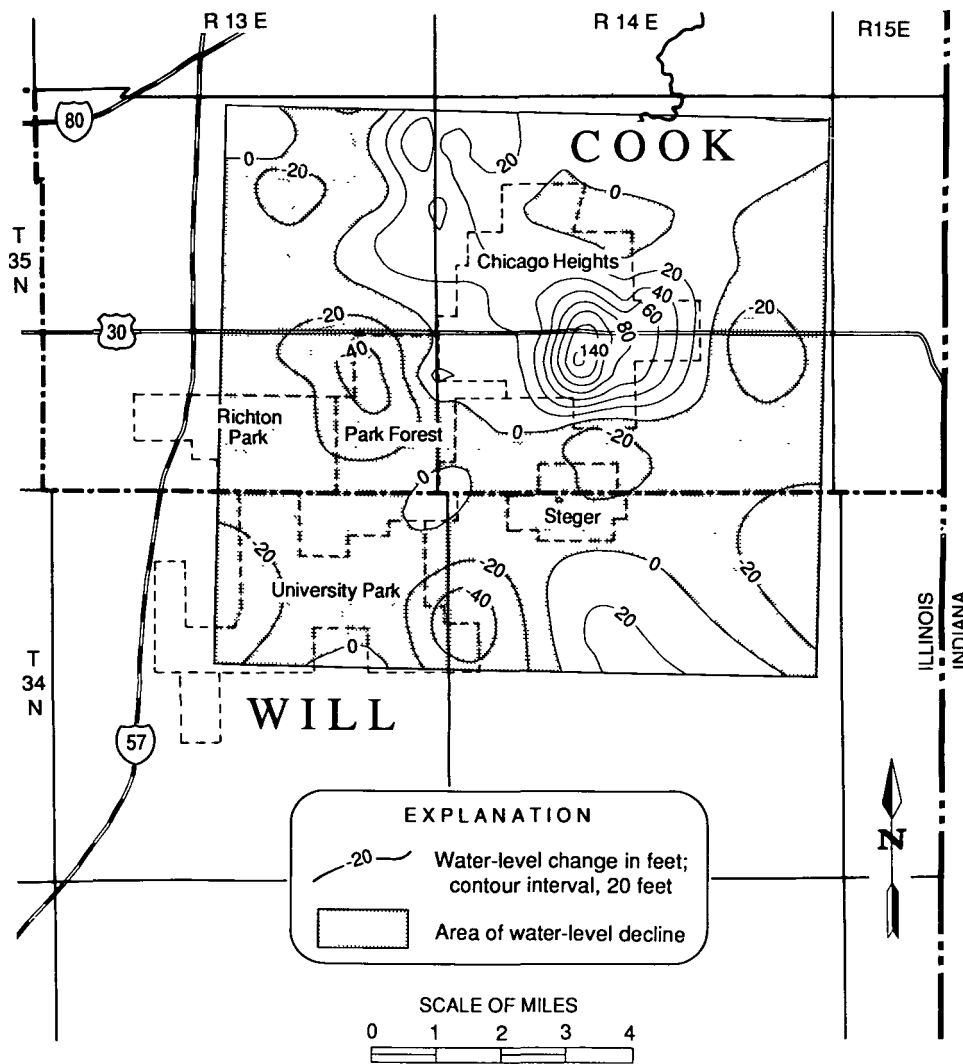 R 13 E
R 14 E
R15E
80
COOK
0
-20
-20
0
T
35
N
Chicago Heights
20
40
60
80
-20
30
-20
-40
140
Richton
Park
Park Forest
0
-20
0
Steger
-20
0
-20
-20
University Park
-40
20
0
T
34
N
WILL
ILLINOIS
INDIANA
57
EXPLANATION
-20
Water-level change in feet;
contour interval, 20 feet
Area of water-level decline
N
SCALE OF MILES
0 1 2 3 4